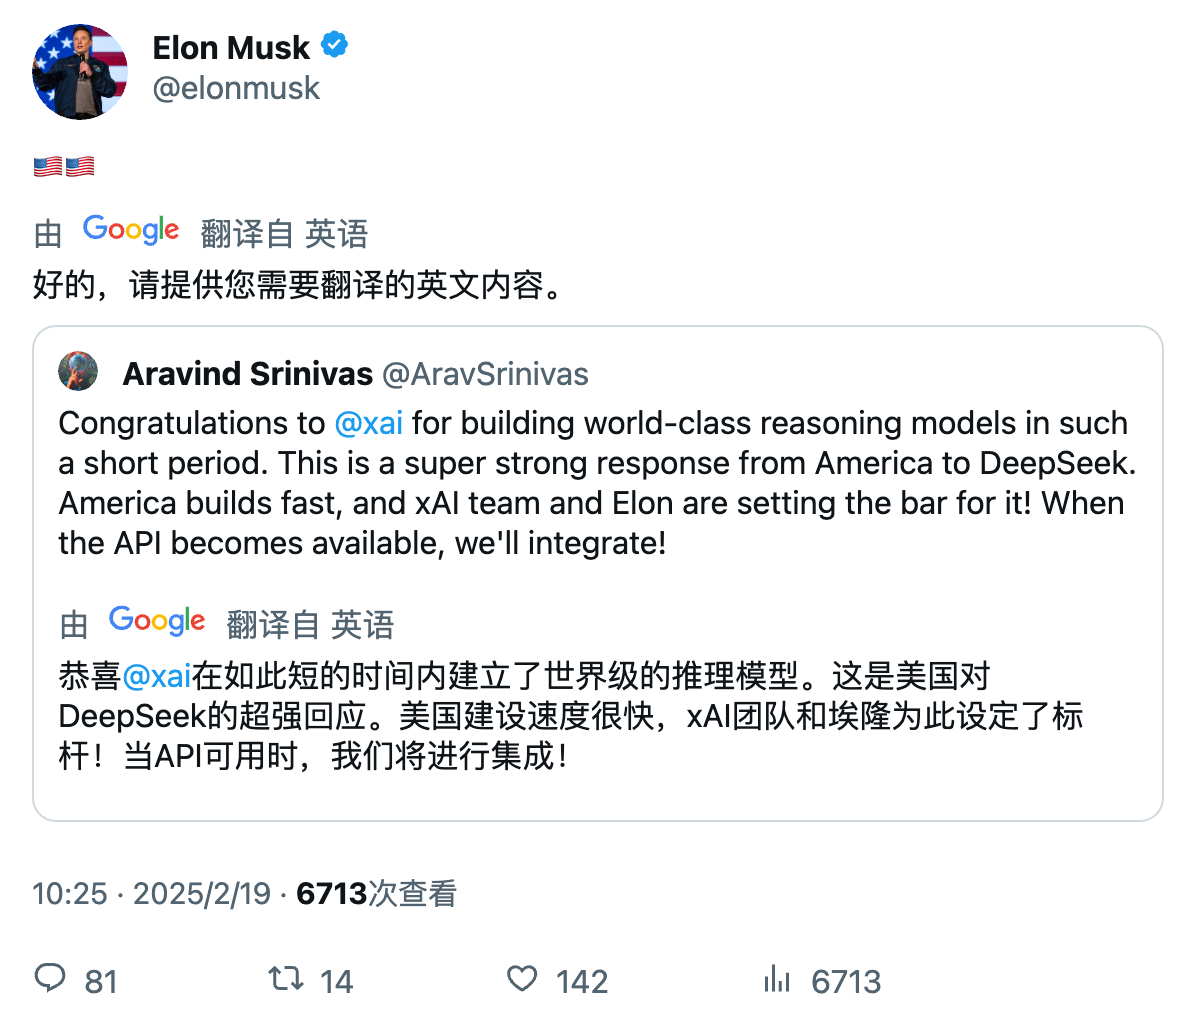 Elon Musk
@elonmusk
🇺🇸🇺🇸
由 Google 翻译自 英语
好的，请提供您需要翻译的英文内容。
Aravind Srinivas @AravSrinivas
Congratulations to @xai for building world-class reasoning models in such
a short period. This is a super strong response from America to DeepSeek.
America builds fast, and xAI team and Elon are setting the bar for it! When
the API becomes available, we'll integrate!
由 Google 翻译自 英语
恭喜@xai在如此短的时间内建立了世界级的推理模型。这是美国对
DeepSeek的超强回应。美国建设速度很快，xAI团队和埃隆为此设定了标
杆！当API可用时，我们将进行集成！
10:25 · 2025/2/19 · 6713次查看
81 14 142 6713